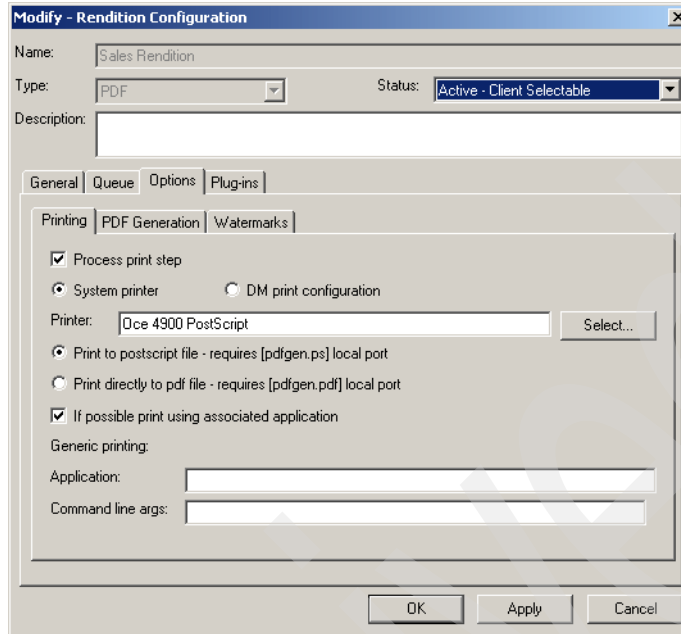 Modify - Rendition Configuration
Name: Sales Rendition
Type: PDF Status: Active - Client Selectable
Description:
General Queue Options Plug-ins
Printing PDF Generation Watermarks
Process print step
System printer DM print configuration
Printer: Oce 4900 PostScript Select...
Print to postscript file - requires [pdfgen.ps] local port
Print directly to pdf file - requires [pdfgen.pdf] local port
If possible print using associated application
Generic printing:
Application:
Command line args:
OK Apply Cancel